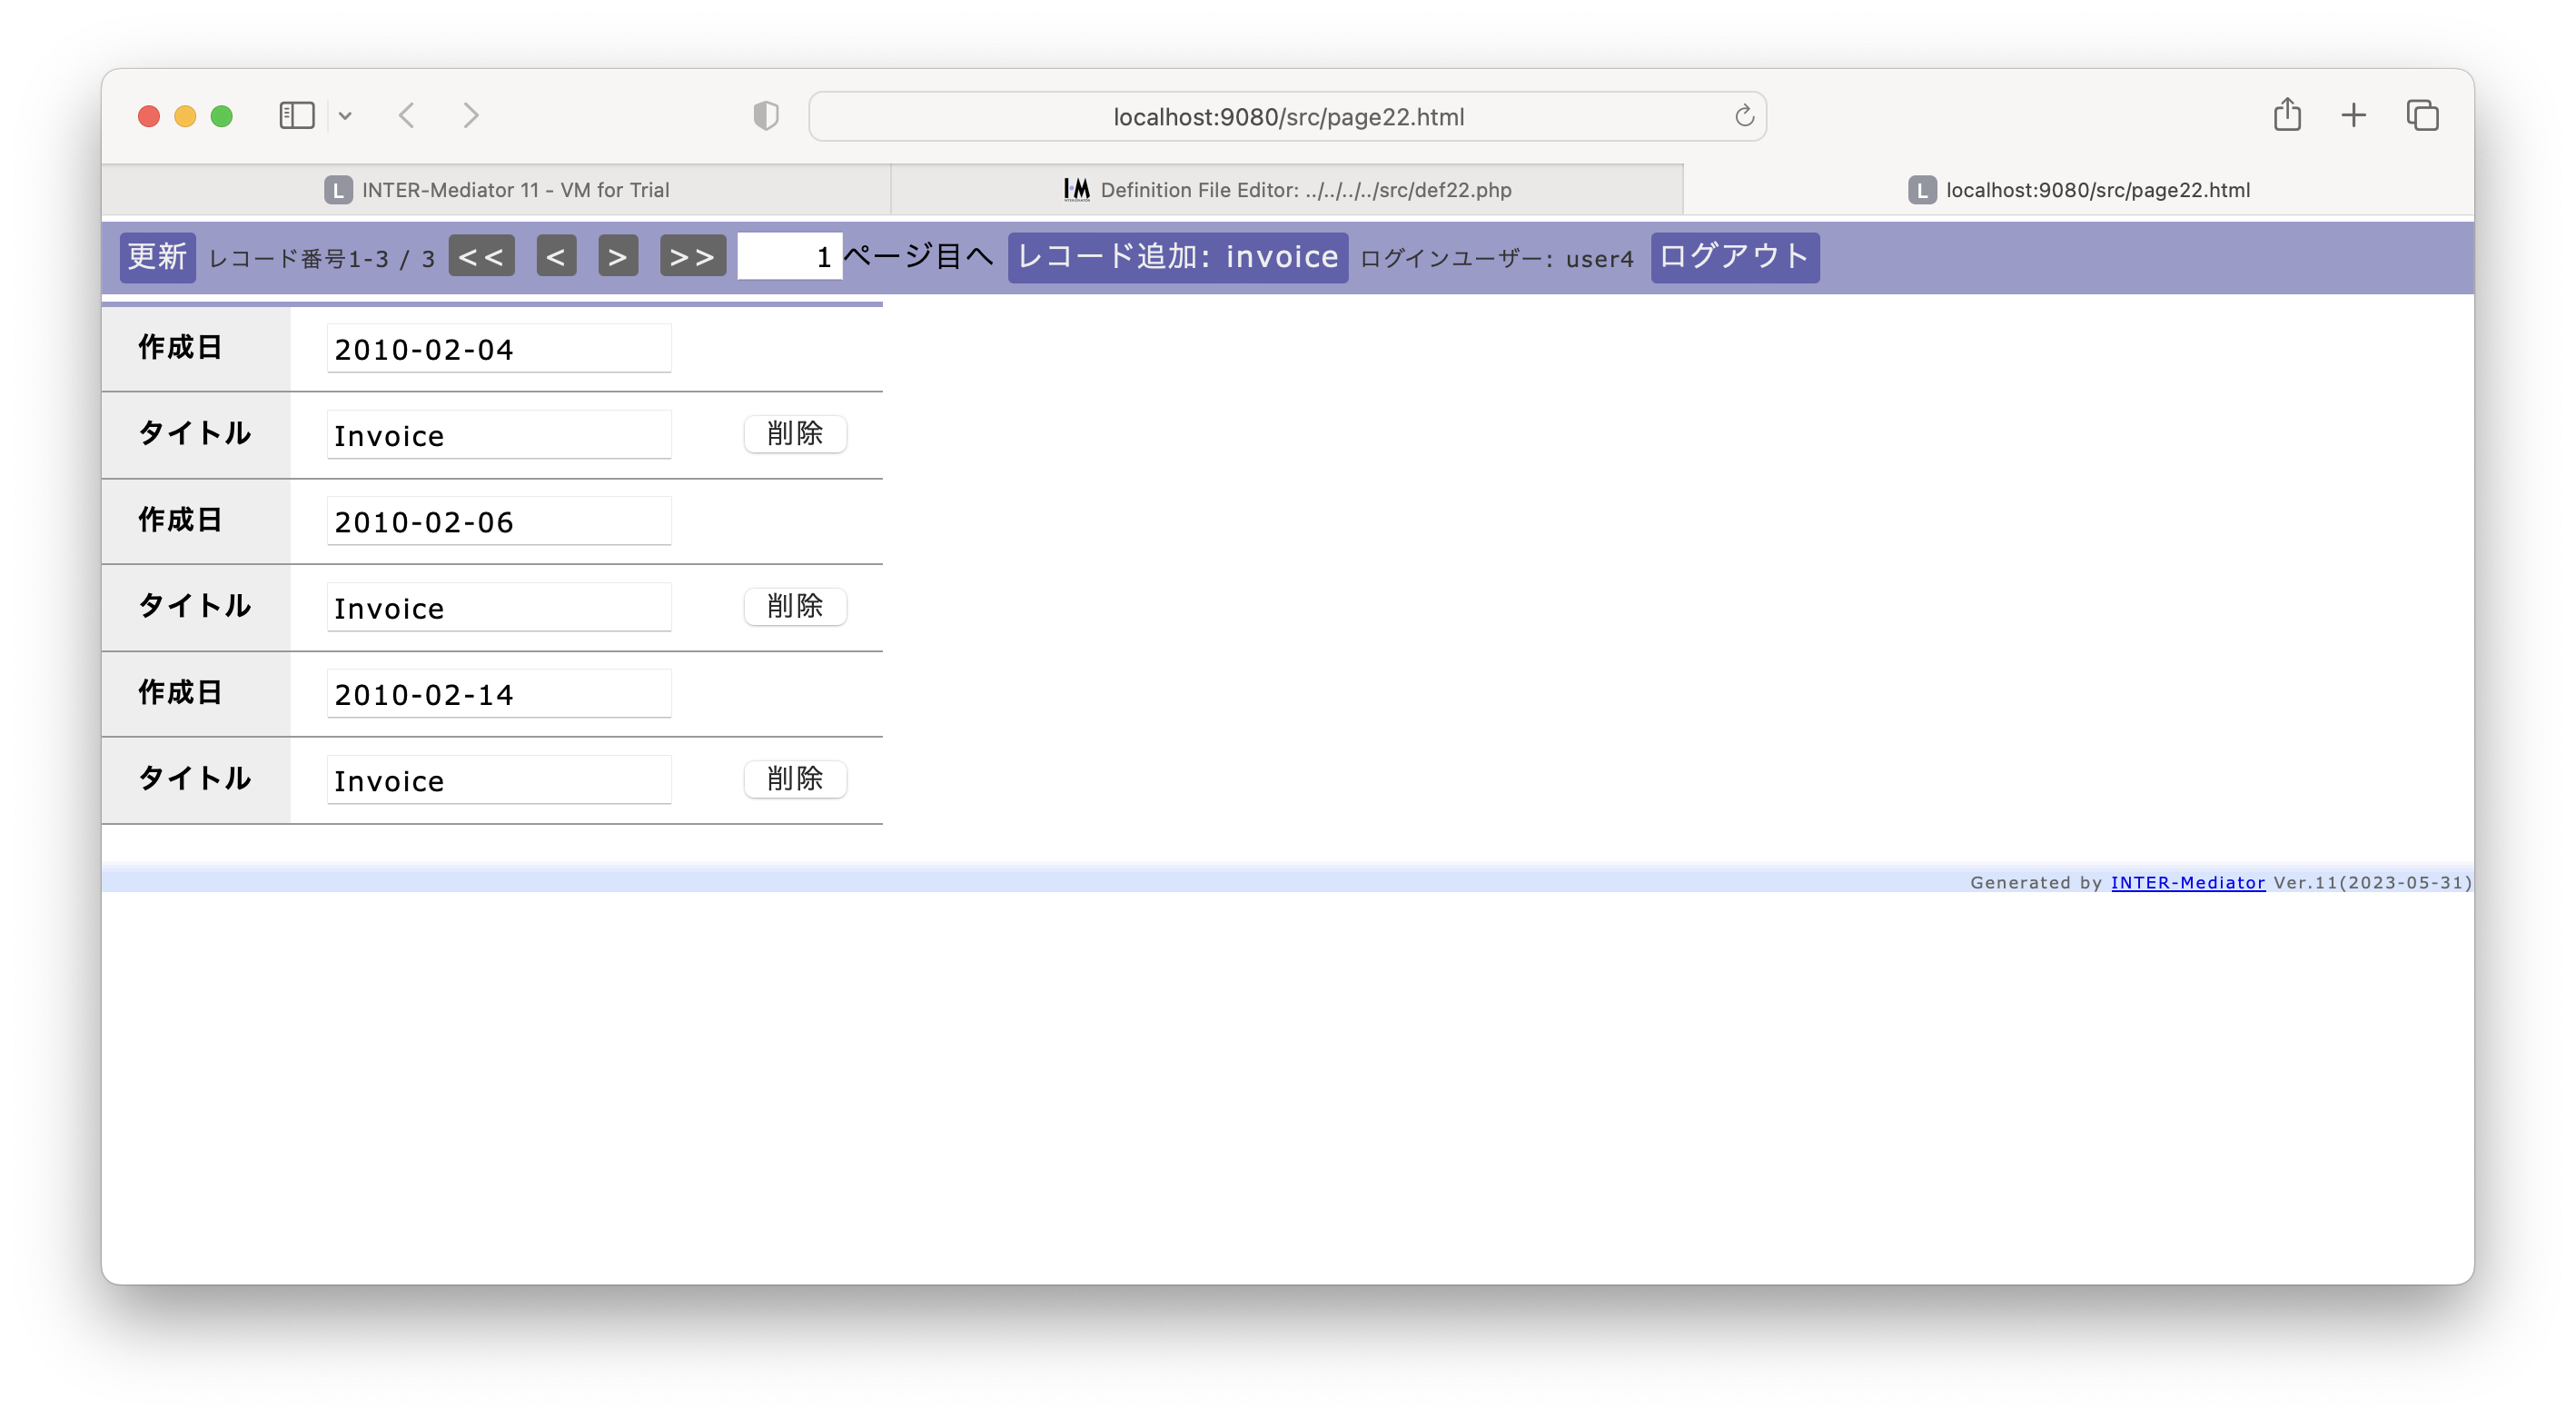 localhost:9080/src/page22.html
L INTER-Mediator 11 - VM for Trial
Definition File Editor: ../../../../src/def22.php
L localhost:9080/src/page22.html
更新 レコード番号1-3 / 3 << < > >> 1ページ目へ レコード追加: invoice ログインユーザー: user4 ログアウト
作成日 2010-02-04
タイトル Invoice 削除
作成日 2010-02-06
タイトル Invoice 削除
作成日 2010-02-14
タイトル Invoice 削除
Generated by INTER-Mediator Ver.11(2023-05-31)